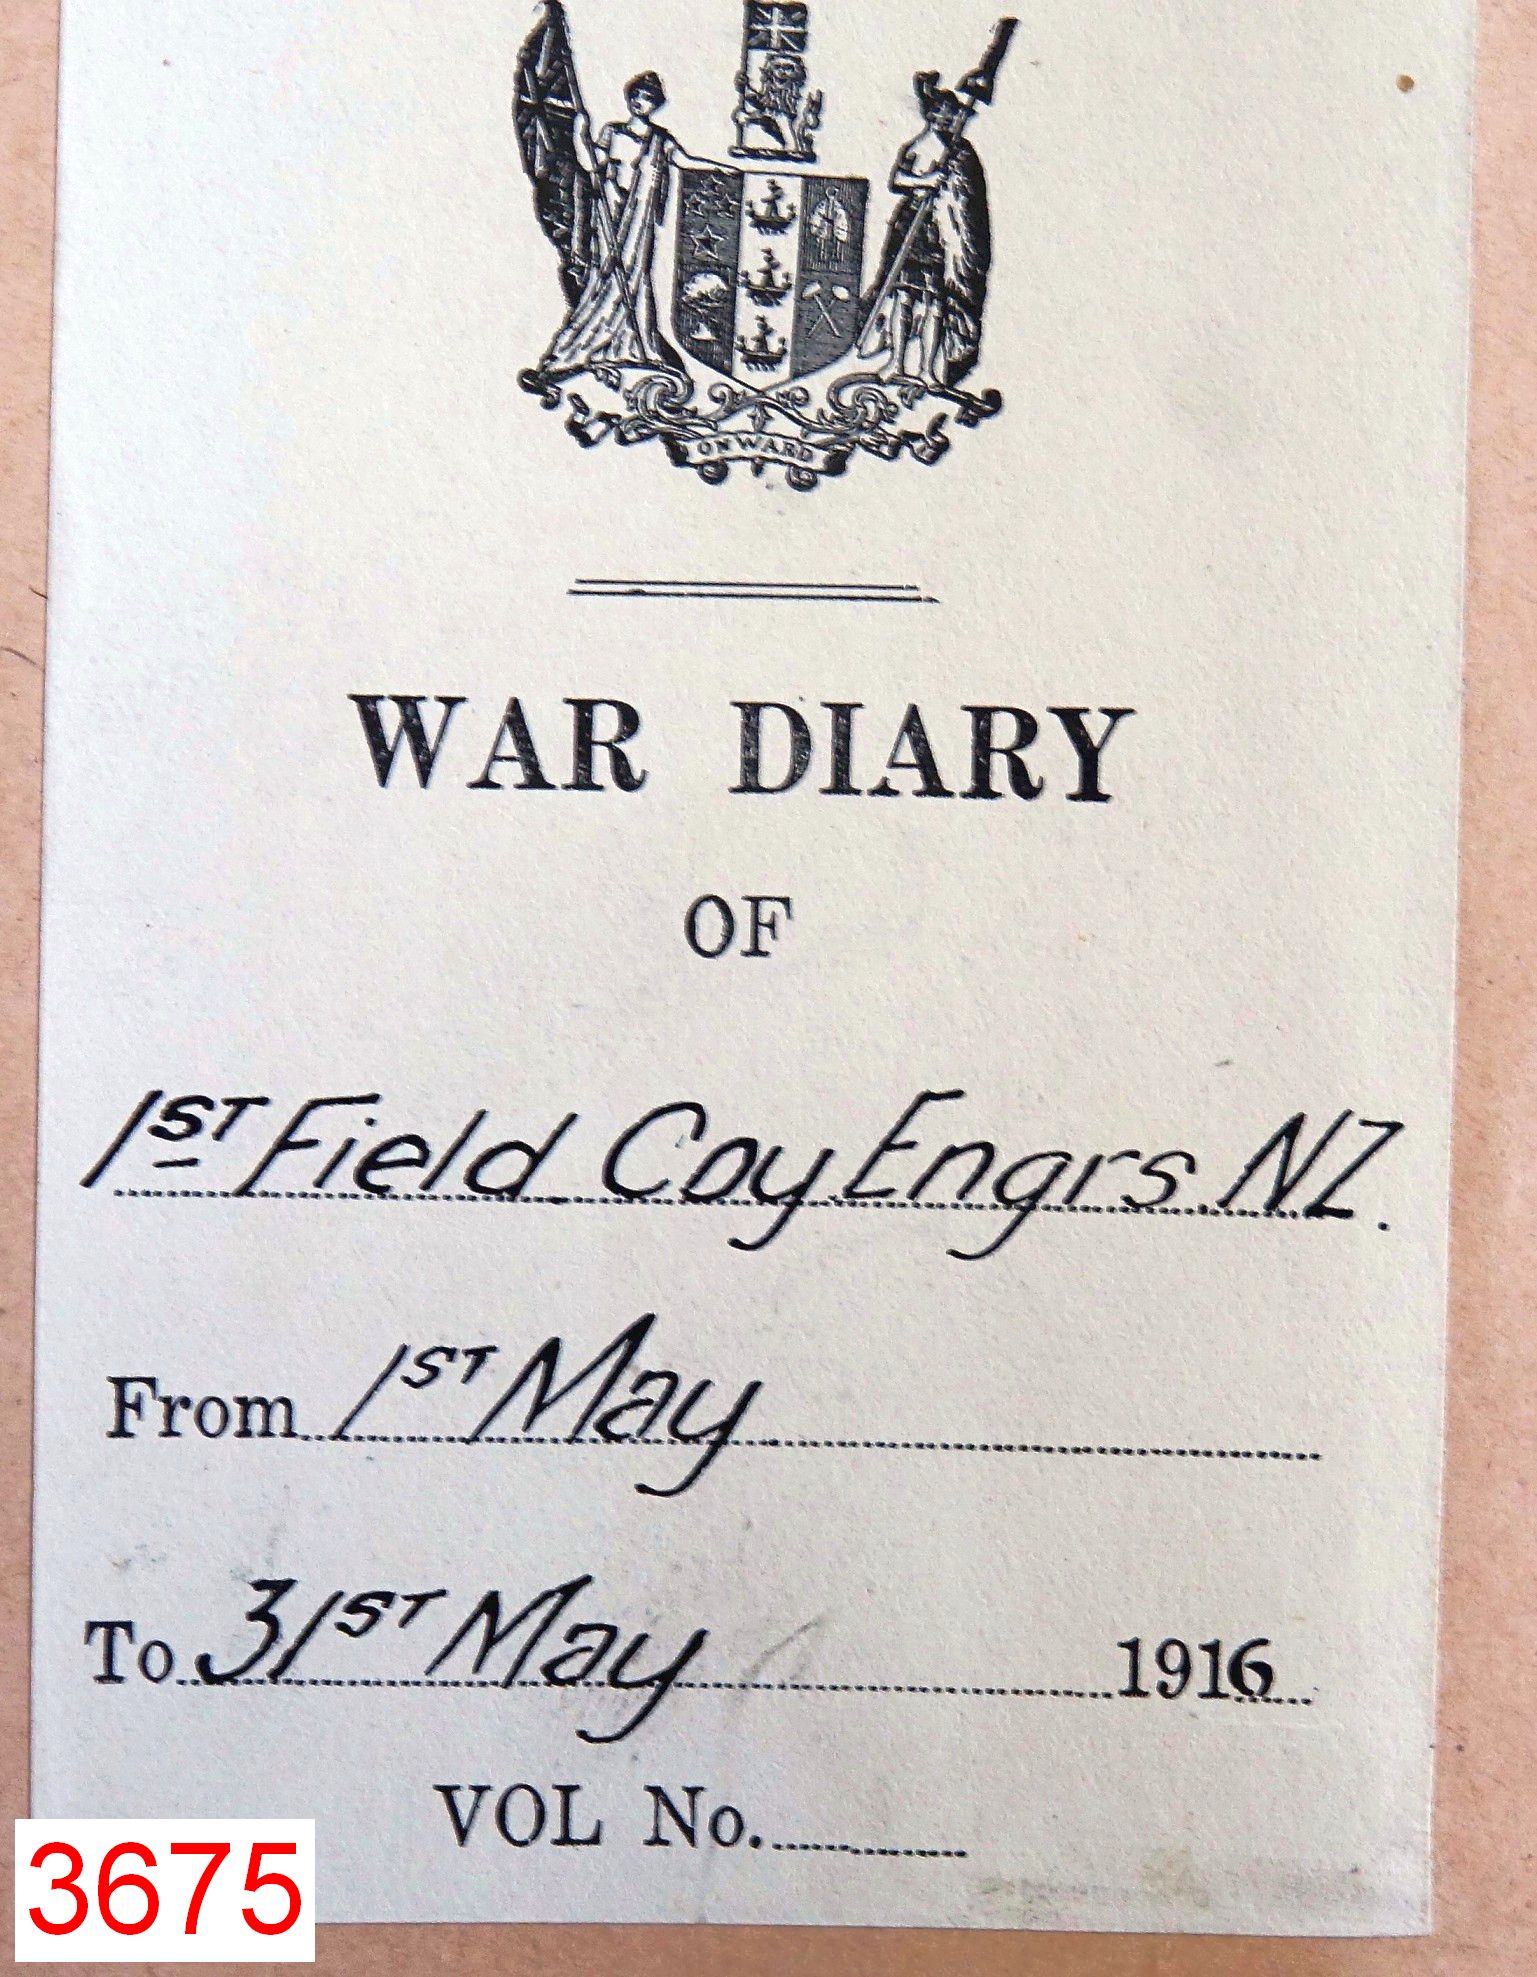 ONWARD
WAR DIARY
OF
1ST Field Coy Engrs. NZ.
From 1ST May
To 31ST May 1916
VOL No.
3675